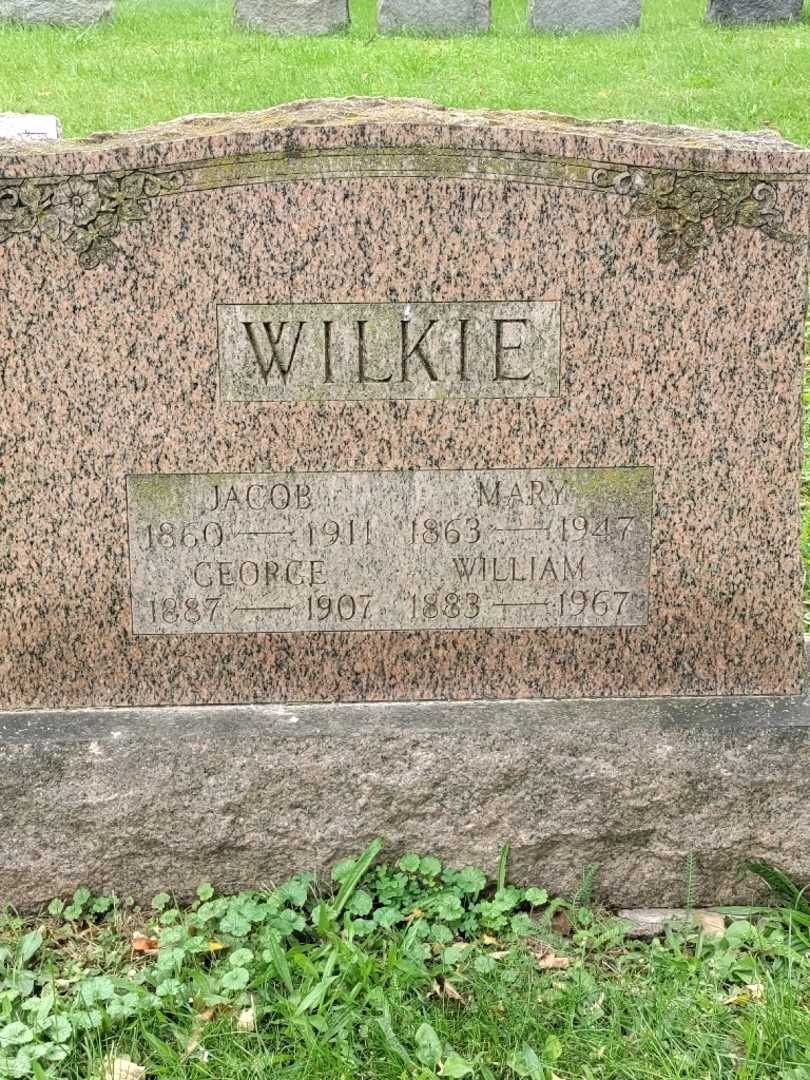 WILKIE
JACOB MARY
1860 — 1911 1863 — 1947
GEORGE WILLIAM
1887 — 1907 1883 — 1967